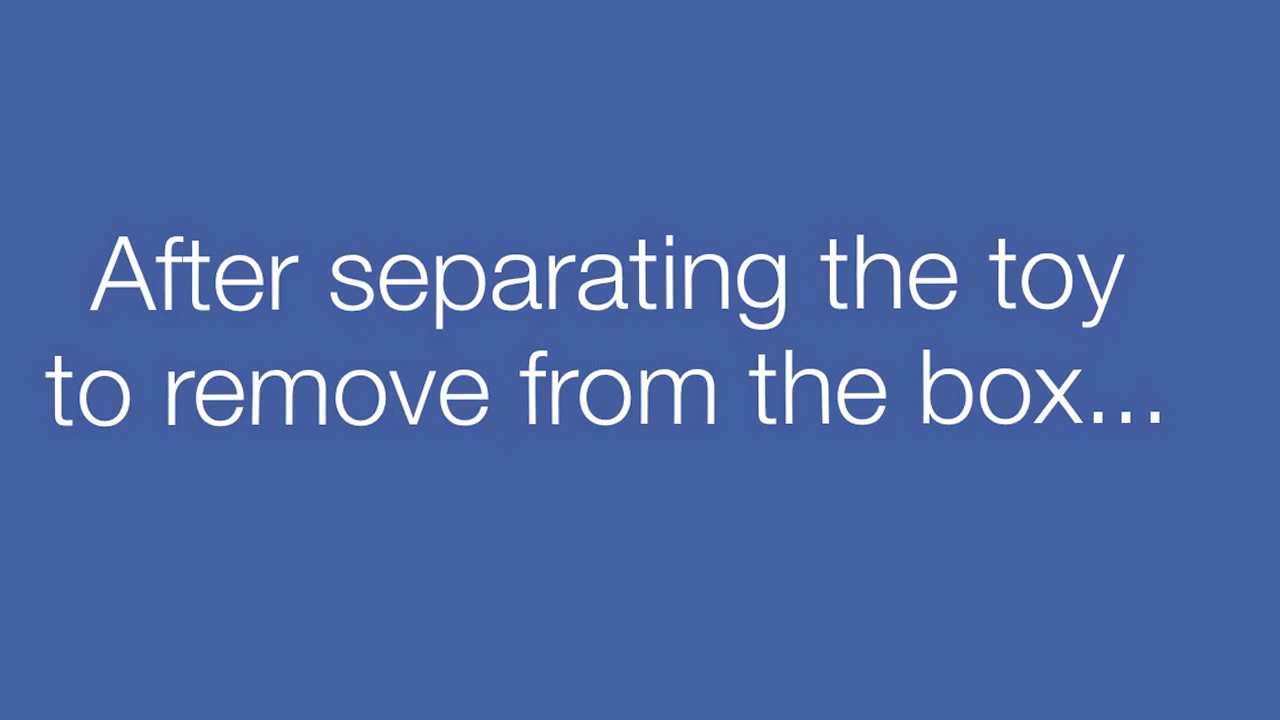 After separating the toy
to remove from the box...